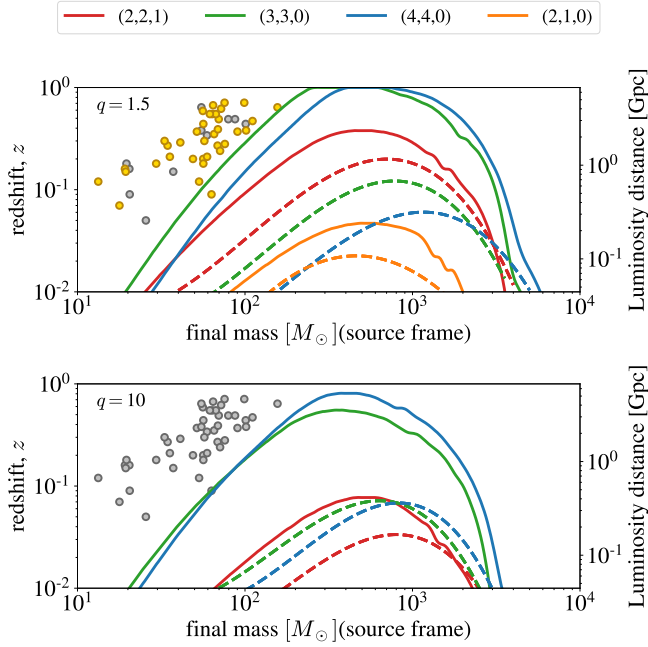 (2,2,1) (3,3,0) (4,4,0) (2,1,0)
q = 1.5
10^0
10^-1
10^-2
redshift, z
10^1 10^2 10^3 10^4
final mass [M_⊙](source frame)
10^1
10^-1
Luminosity distance [Gpc]
q = 10
10^0
10^-1
10^-2
redshift, z
10^1 10^2 10^3 10^4
final mass [M_⊙](source frame)
10^1
10^-1
Luminosity distance [Gpc]